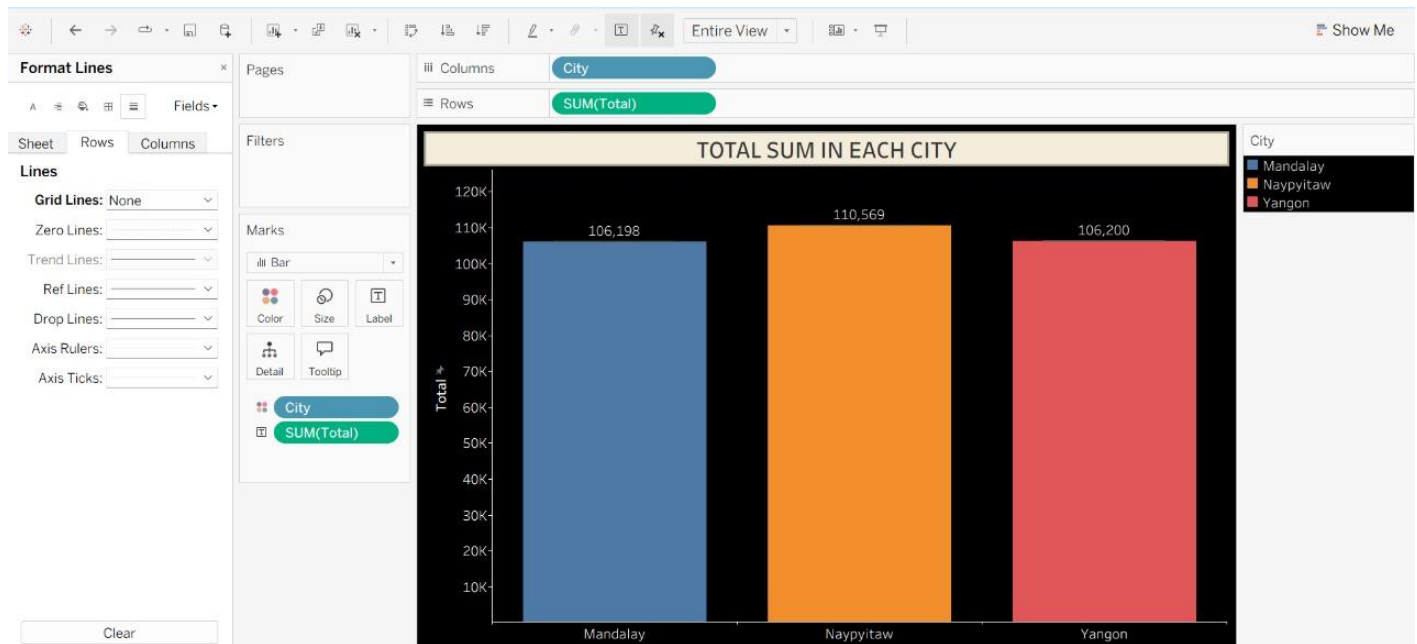 Entire View
Show Me
Format Lines
Fields
Sheet Rows Columns
Lines
Grid Lines: None
Zero Lines:
Trend Lines:
Ref Lines:
Drop Lines:
Axis Rulers:
Axis Ticks:
Clear
Pages
Filters
Marks
Bar
Color Size Label
Detail Tooltip
City
SUM(Total)
Columns City
Rows SUM(Total)
TOTAL SUM IN EACH CITY
120K
110K
100K
90K
80K
70K
60K
50K
40K
30K
20K
10K
Total
106,198
110,569
106,200
Mandalay Naypyitaw Yangon
City
Mandalay
Naypyitaw
Yangon